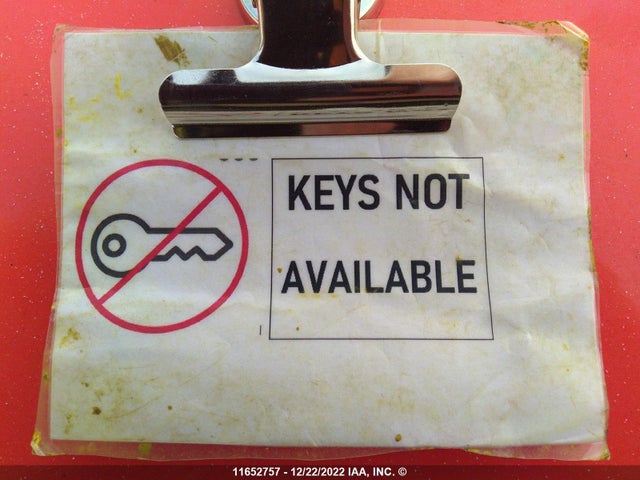 KEYS NOT
AVAILABLE
11652757 - 12/22/2022 IAA, INC. ©